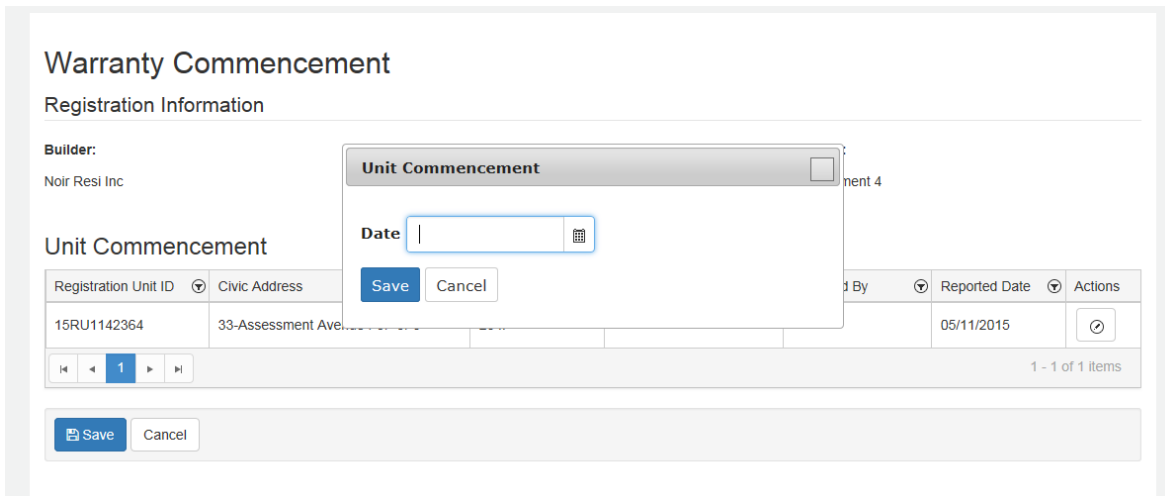 Warranty Commencement
Registration Information
Builder:
Noir Resi Inc
ment 4
Unit Commencement
Date
Save Cancel
Unit Commencement
Registration Unit ID Civic Address d By Reported Date Actions
15RU1142364 33-Assessment 05/11/2015
1
1 - 1 of 1 items
Save Cancel